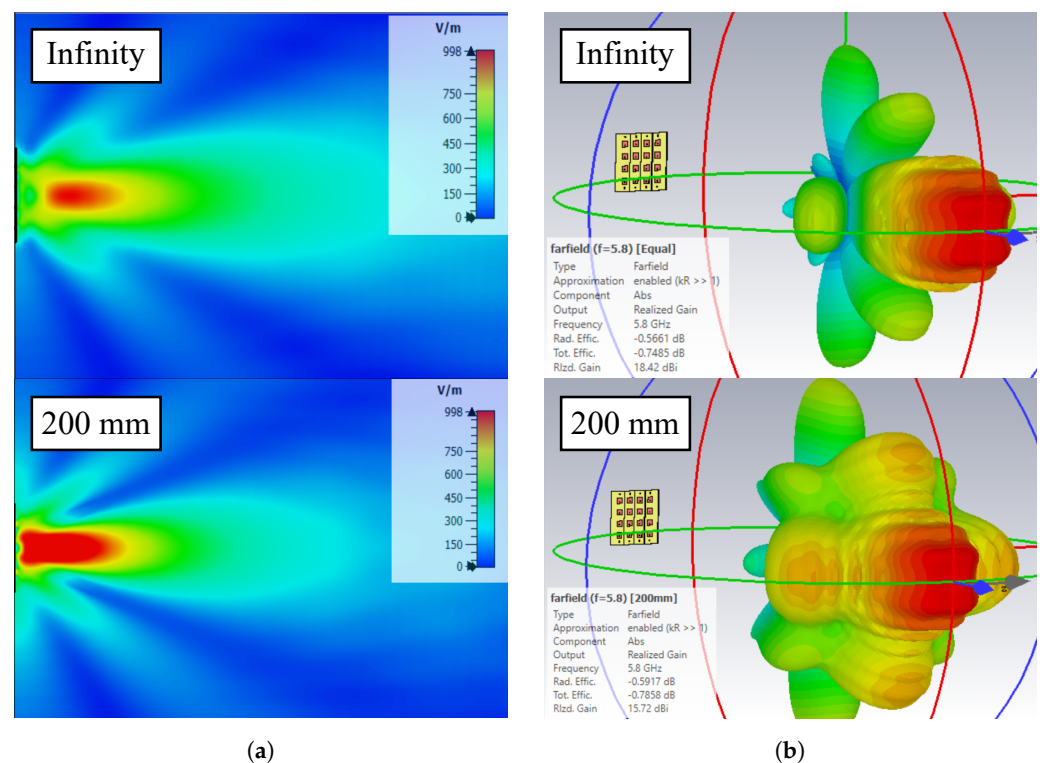 Infinity
V/m
998
750
600
450
300
150
0
200 mm
V/m
998
750
600
450
300
150
0
(a)
Infinity
farfield (f=5.8) [Equal]
Type Farfield
Approximation enabled (kR >> 1)
Component Abs
Output Realized Gain
Frequency 5.8 GHz
Rad. Effic. -0.5661 dB
Tot. Effic. -0.7485 dB
Rlzd. Gain 18.42 dBi
200 mm
farfield (f=5.8) [200mm]
Type Farfield
Approximation enabled (kR >> 1)
Component Abs
Output Realized Gain
Frequency 5.8 GHz
Rad. Effic. -0.5917 dB
Tot. Effic. -0.7858 dB
Rlzd. Gain 15.72 dBi
(b)